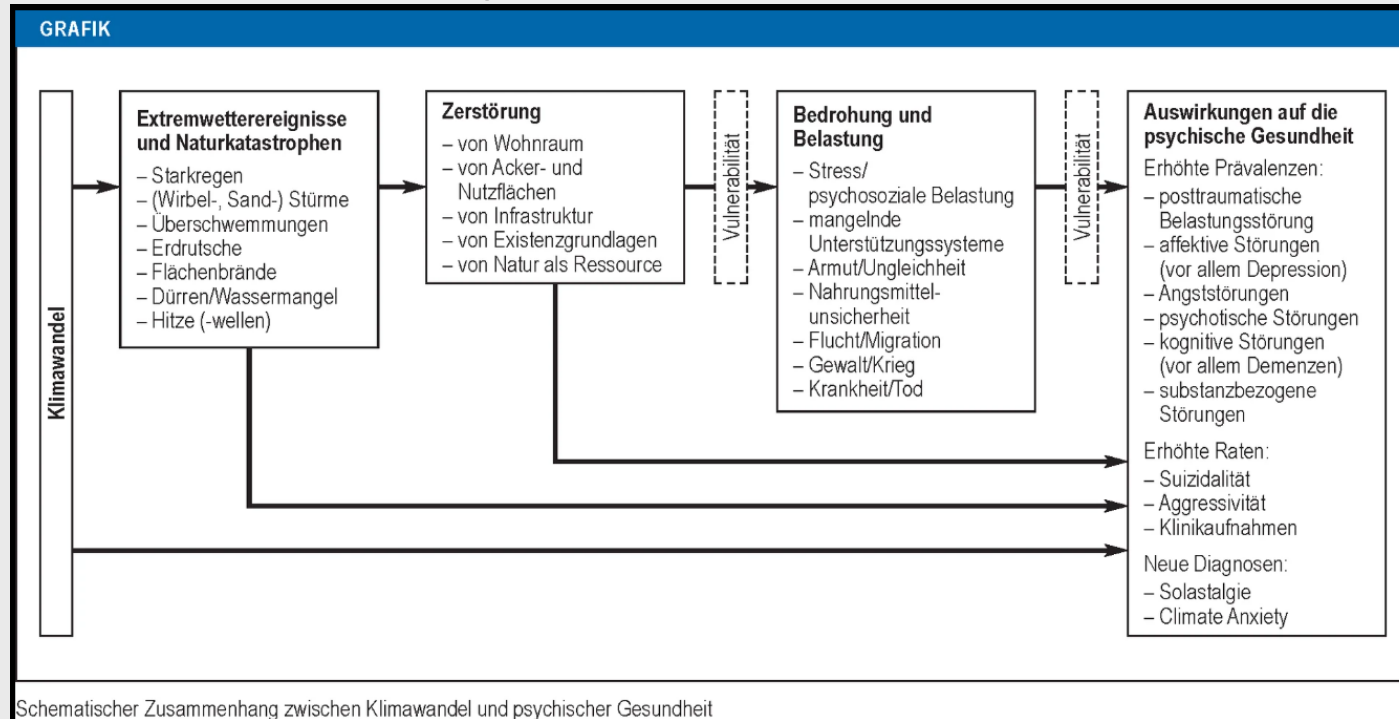 GRAFIK
Klimawandel
Extremwetterereignisse
und Naturkatastrophen
– Starkregen
– (Wirbel-, Sand-) Stürme
– Überschwemmungen
– Erdrutsche
– Flächenbrände
– Dürren/Wassermangel
– Hitze (-wellen)
Zerstörung
– von Wohnraum
– von Acker- und
Nutzflächen
– von Infrastruktur
– von Existenzgrundlagen
– von Natur als Ressource
Vulnerabilität
Bedrohung und
Belastung
– Stress/
psychosoziale Belastung
– mangelnde
Unterstützungssysteme
– Armut/Ungleichheit
– Nahrungsmittel-
unsicherheit
– Flucht/Migration
– Gewalt/Krieg
– Krankheit/Tod
Vulnerabilität
Auswirkungen auf die
psychische Gesundheit
Erhöhte Prävalenzen:
– posttraumatische
Belastungsstörung
– affektive Störungen
(vor allem Depression)
– Angststörungen
– psychotische Störungen
– kognitive Störungen
(vor allem Demenzen)
– substanzbezogene
Störungen
Erhöhte Raten:
– Suizidalität
– Aggressivität
– Klinikaufnahmen
Neue Diagnosen:
– Solastalgie
– Climate Anxiety
Schematischer Zusammenhang zwischen Klimawandel und psychischer Gesundheit